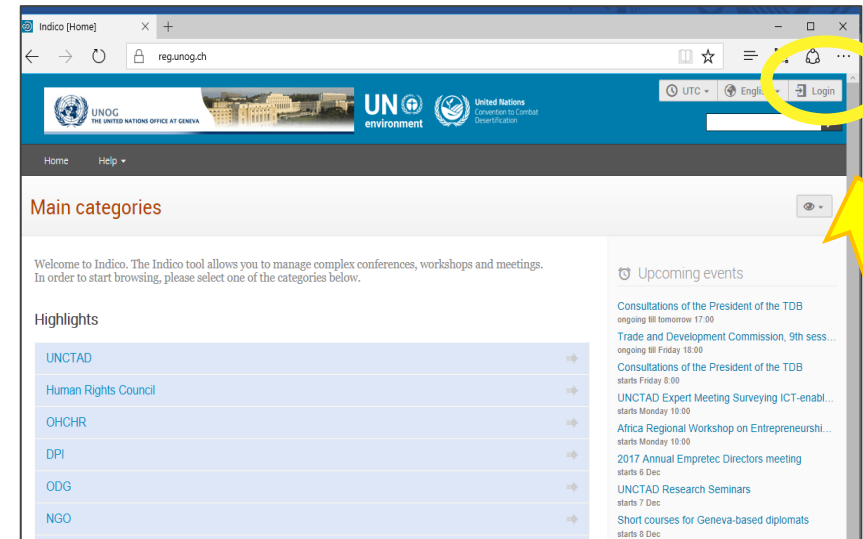 Indico [Home]
reg.unog.ch
UNOG
THE UNITED NATIONS OFFICE AT GENEVA
UN
environment
United Nations
Convention to Combat
Desertification
UTC
Login
Home Help
Main categories
Welcome to Indico. The Indico tool allows you to manage complex conferences, workshops and meetings.
In order to start browsing, please select one of the categories below.
Highlights
UNCTAD
Human Rights Council
OHCHR
DPI
ODG
NGO
Upcoming events
Consultations of the President of the TDB
ongoing till tomorrow 17:00
Trade and Development Commission, 9th sess...
ongoing till Friday 18:00
Consultations of the President of the TDB
starts Friday 8:00
UNCTAD Expert Meeting Surveying ICT-enabl...
starts Monday 10:00
Africa Regional Workshop on Entrepreneurshi...
starts Monday 10:00
2017 Annual Empretec Directors meeting
starts 6 Dec
UNCTAD Research Seminars
starts 7 Dec
Short courses for Geneva-based diplomats
starts 8 Dec